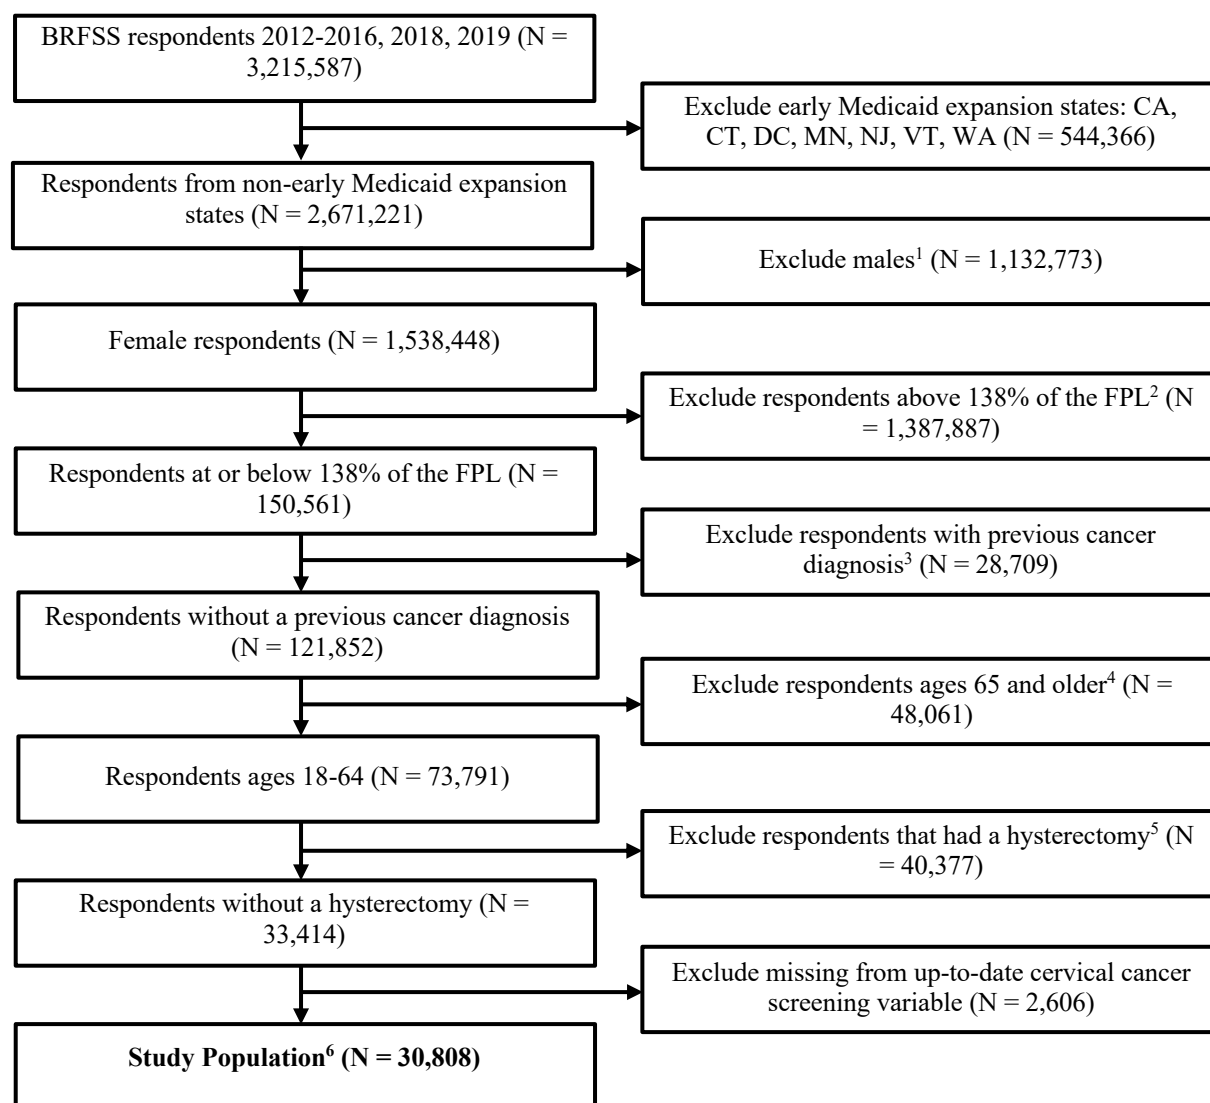 BRFSS respondents 2012-2016, 2018, 2019 (N =
3,215,587)
Exclude early Medicaid expansion states: CA,
CT, DC, MN, NJ, VT, WA (N = 544,366)
Respondents from non-early Medicaid expansion
states (N = 2,671,221)
Exclude males¹ (N = 1,132,773)
Female respondents (N = 1,538,448)
Exclude respondents above 138% of the FPL² (N
= 1,387,887)
Respondents at or below 138% of the FPL (N =
150,561)
Exclude respondents with previous cancer
diagnosis³ (N = 28,709)
Respondents without a previous cancer diagnosis
(N = 121,852)
Exclude respondents ages 65 and older⁴ (N =
48,061)
Respondents ages 18-64 (N = 73,791)
Exclude respondents that had a hysterectomy⁵ (N
= 40,377)
Respondents without a hysterectomy (N =
33,414)
Exclude missing from up-to-date cervical cancer
screening variable (N = 2,606)
Study Population⁶ (N = 30,808)